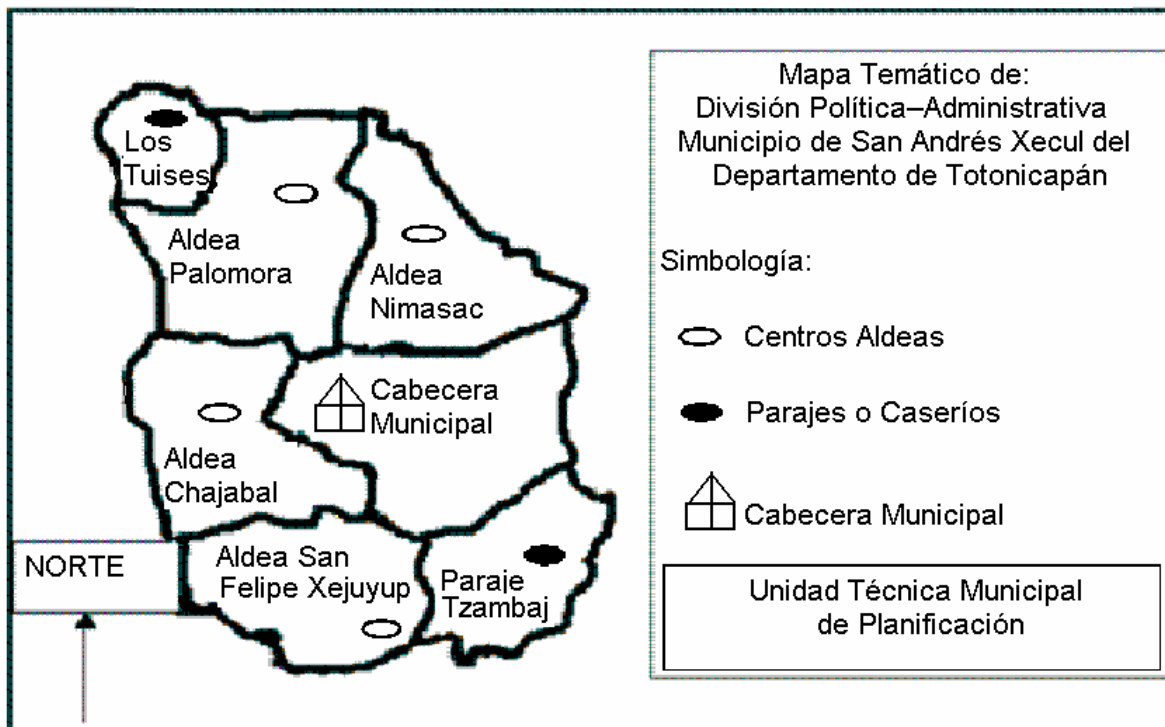 Mapa Temático de:
División Política–Administrativa
Municipio de San Andrés Xecul del
Departamento de Totonicapán
Simbología:
Centros Aldeas
Parajes o Caseríos
Cabecera Municipal
Unidad Técnica Municipal
de Planificación
Los
Tuises
Aldea
Palomora
Aldea
Nimasac
Cabecera
Municipal
Aldea
Chajabal
NORTE
Aldea San
Felipe Xejuyup
Paraje
Tzambaj